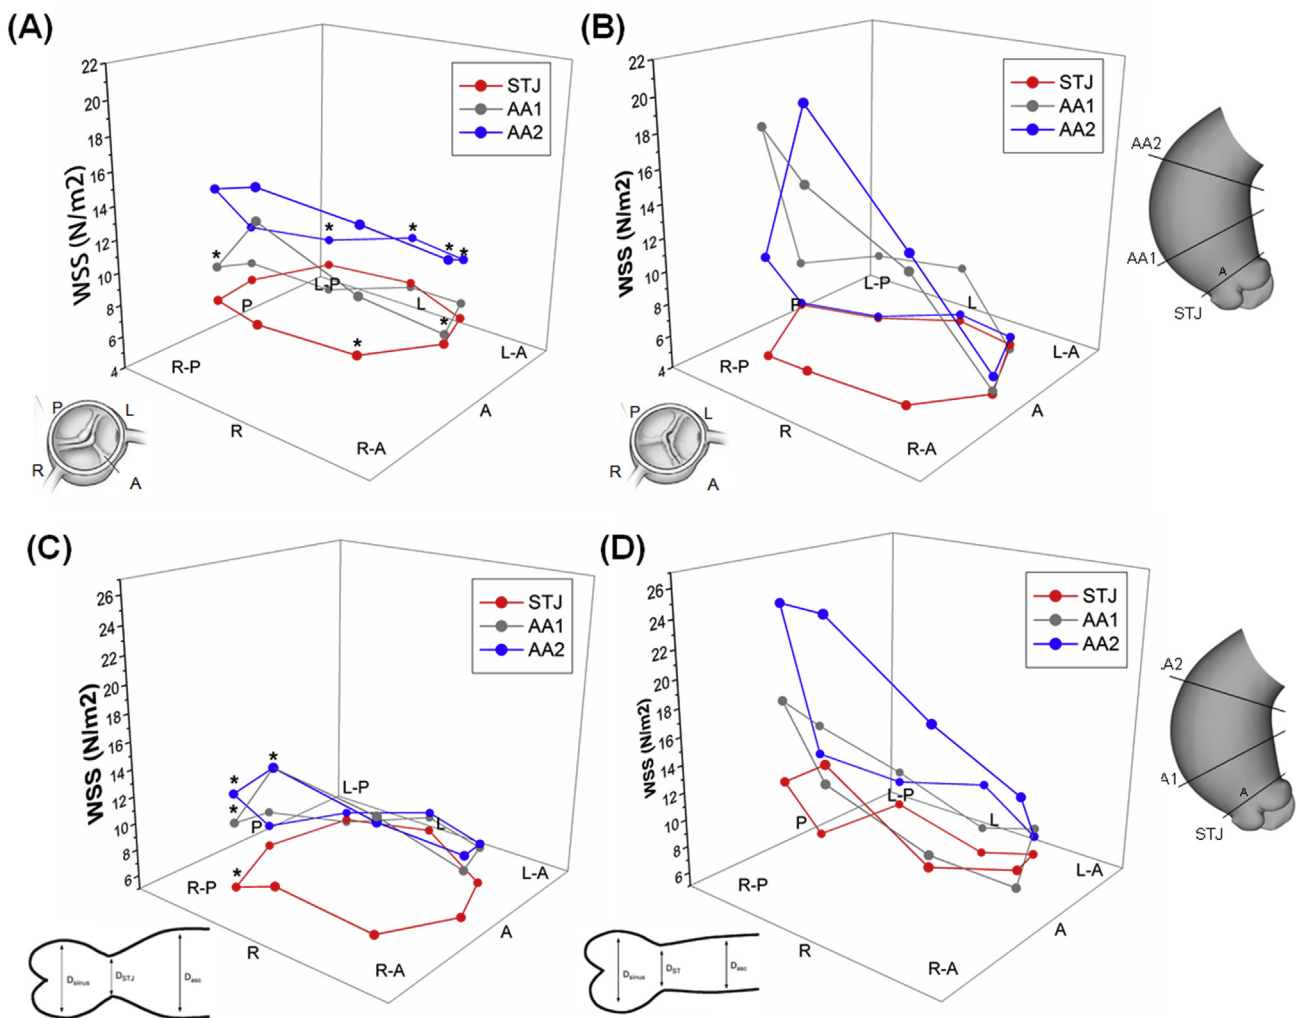 (A)
22
20
18
16
14
12
10
8
6
4
WSS (N/m2)
STJ
AA1
AA2
*
*
*
*
*
*
*
L-P
P
L
R-P
L-A
R
A
R-A
P
L
R
A
(B)
22
20
18
16
14
12
10
8
6
4
WSS (N/m2)
STJ
AA1
AA2
L-P
P
L
R-P
L-A
R
A
R-A
P
L
R
A
AA2
AA1
A
STJ
(C)
26
24
22
20
18
16
14
12
10
8
6
WSS (N/m2)
STJ
AA1
AA2
*
*
*
*
L-P
P
L
R-P
L-A
R
A
R-A
Dsinus
DSTJ
Dasc
(D)
26
24
22
20
18
16
14
12
10
8
6
WSS (N/m2)
STJ
AA1
AA2
L-P
P
L
R-P
L-A
R
A
R-A
Dsinus
DST
Dasc
.A2
A1
A
STJ